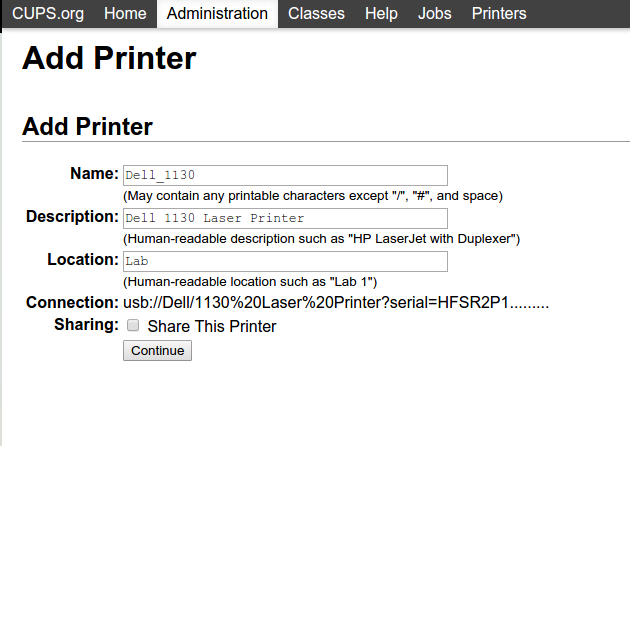 CUPS.org Home Administration Classes Help Jobs Printers
Add Printer
Add Printer
Name: Dell_1130
(May contain any printable characters except "/", "#", and space)
Description: Dell 1130 Laser Printer
(Human-readable description such as "HP LaserJet with Duplexer")
Location: Lab
(Human-readable location such as "Lab 1")
Connection: usb://Dell/1130%20Laser%20Printer?serial=HFSR2P1.........
Sharing: Share This Printer
Continue